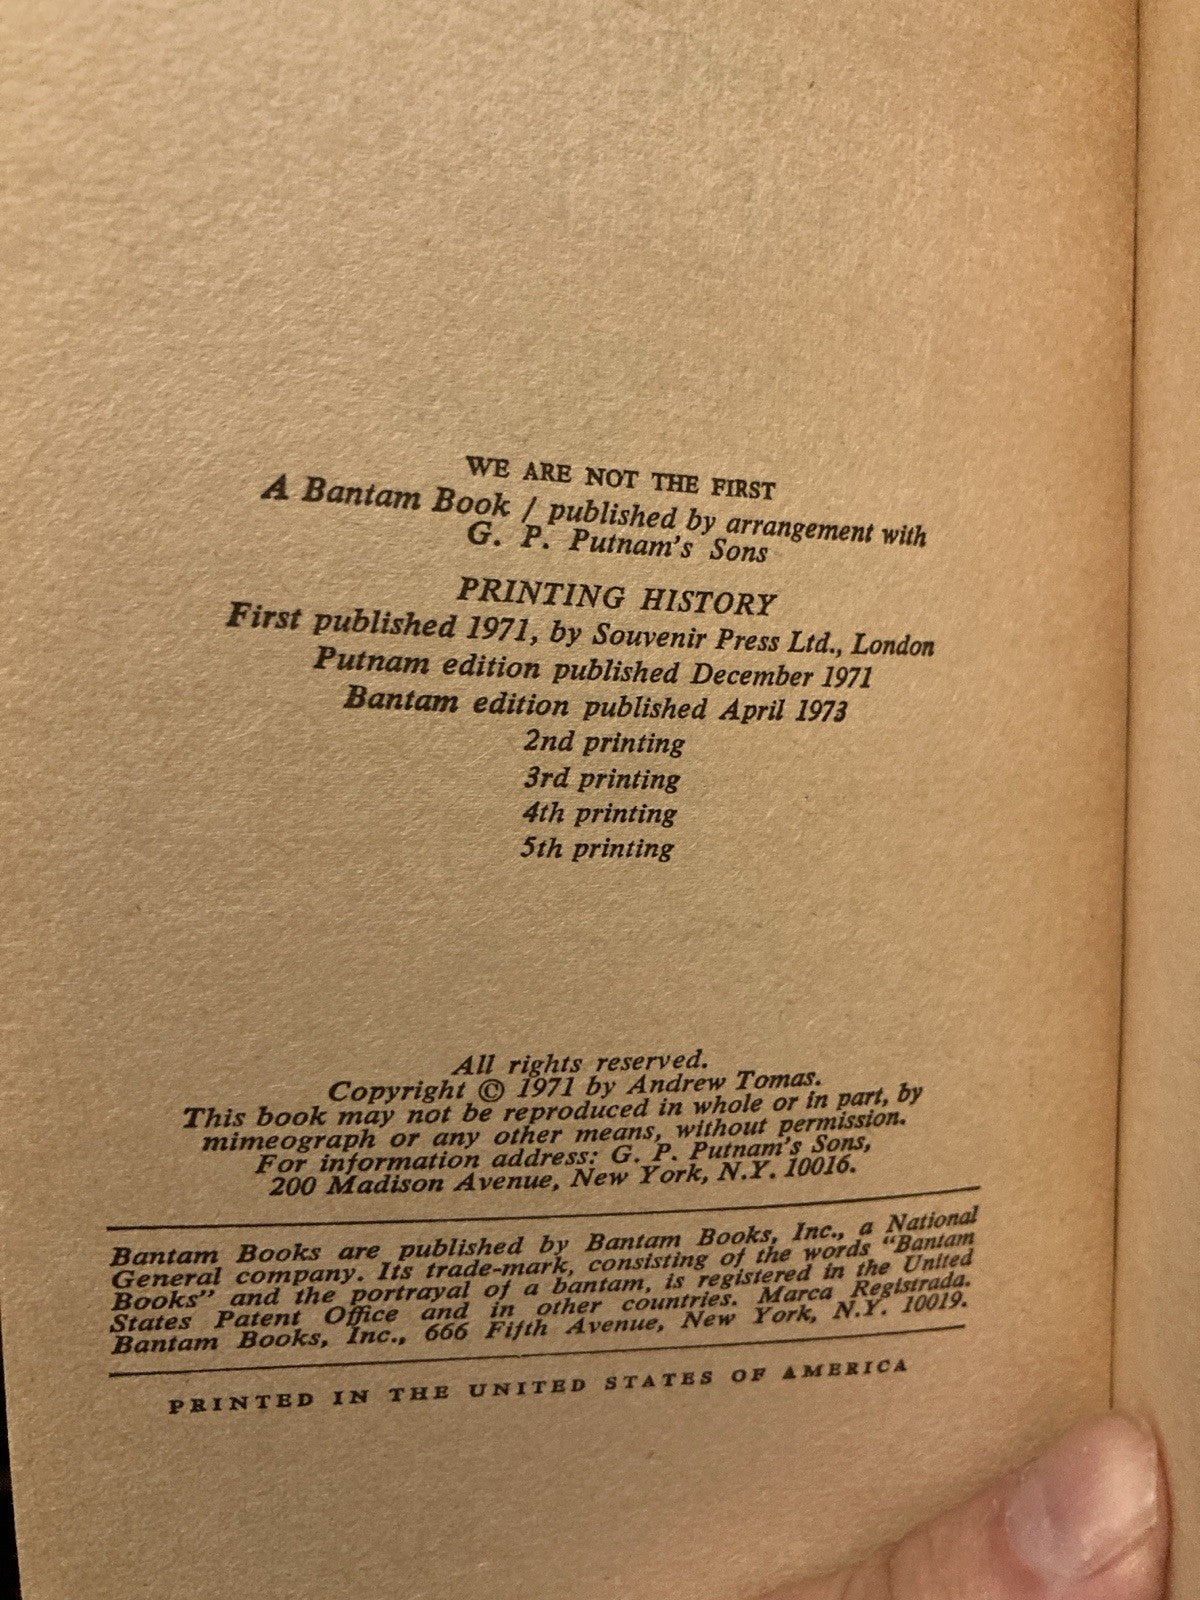 WE ARE NOT THE FIRST
A Bantam Book / published by arrangement with
G. P. Putnam's Sons
PRINTING HISTORY
First published 1971, by Souvenir Press Ltd., London
Putnam edition published December 1971
Bantam edition published April 1973
2nd printing
3rd printing
4th printing
5th printing
All rights reserved.
Copyright © 1971 by Andrew Tomas.
This book may not be reproduced in whole or in part, by
mimeograph or any other means, without permission.
For information address: G. P. Putnam's Sons,
200 Madison Avenue, New York, N.Y. 10016.
Bantam Books are published by Bantam Books, Inc., a National
General company. Its trade-mark, consisting of the words "Bantam
Books" and the portrayal of a bantam, is registered in the United
States Patent Office and in other countries. Marca Registrada.
Bantam Books, Inc., 666 Fifth Avenue, New York, N.Y. 10019.
PRINTED IN THE UNITED STATES OF AMERICA